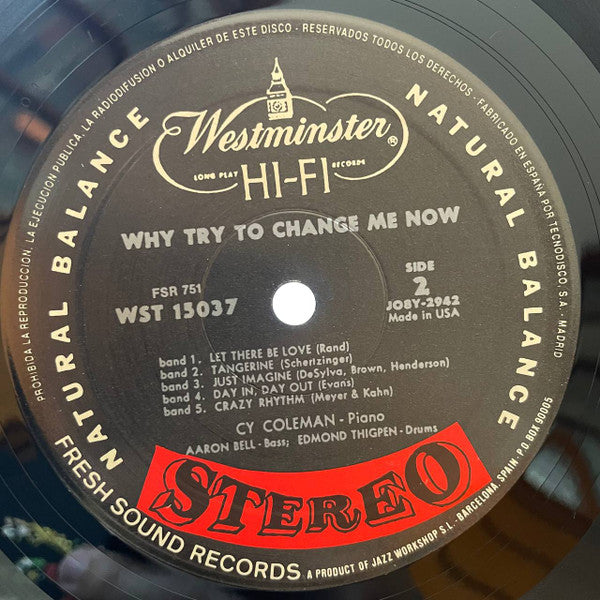 PROHIBIDA LA REPRODUCCION, LA EJECUCION PUBLICA, LA RADIODIFUSION O ALQUILER DE ESTE DISCO - RESERVADOS TODOS LOS DERECHOS - FABRICADO EN ESPAÑA POR TECNODISCO, S.A. - MADRID
NATURAL BALANCE
NATURAL BALANCE
Westminster®
LONG PLAY RECORDS
HI-FI
WHY TRY TO CHANGE ME NOW
FSR 751
WST 15037
SIDE
2
JOBY-2942
Made in USA
band 1. LET THERE BE LOVE (Rand)
band 2. TANGERINE (Schertzinger)
band 3. JUST IMAGINE (DeSylva, Brown, Henderson)
band 4. DAY IN, DAY OUT (Evans)
band 5. CRAZY RHYTHM (Meyer & Kahn)
CY COLEMAN - Piano
AARON BELL - Bass; EDMOND THIGPEN - Drums
STEREO
FRESH SOUND RECORDS
A PRODUCT OF JAZZ WORKSHOP S.L. - BARCELONA, SPAIN - P.O. BOX 90005